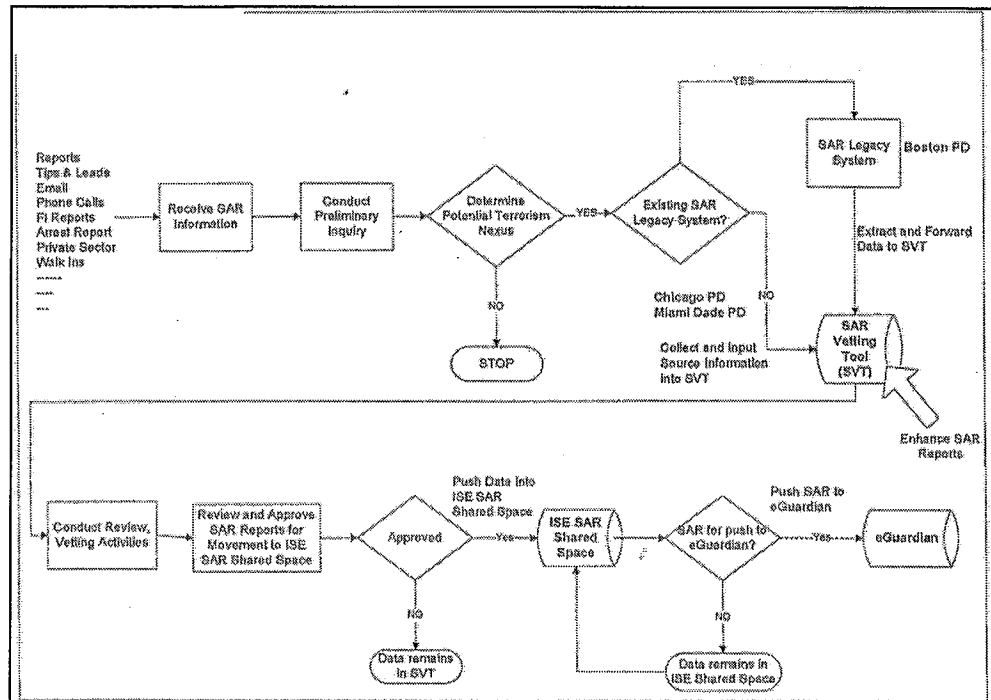 Reports
Tips & Leads
Email
Phone Calls
FI Reports
Arrest Report
Private Sector
Walk Ins
Receive SAR
Information
Conduct
Preliminary
Inquiry
Determine
Potential Terrorism
Nexus
YES
NO
STOP
Existing SAR
Legacy System?
YES
SAR Legacy
System
Boston PD
Extract and Forward
Data to SVT
NO
Chicago PD
Miami Dade PD
Collect and Input
Source Information
into SVT
SAR
Vetting
Tool
(SVT)
Enhance SAR
Reports
Conduct Review,
Vetting Activities
Review and Approve
SAR Reports for
Movement to ISE
SAR Shared Space
Approved
Yes
NO
Data remains
in SVT
Push Data into
ISE SAR
Shared Space
ISE SAR
Shared
Space
SAR for push to
eGuardian?
NO
Data remains in
ISE Shared Space
Push SAR to
eGuardian
Yes
eGuardian